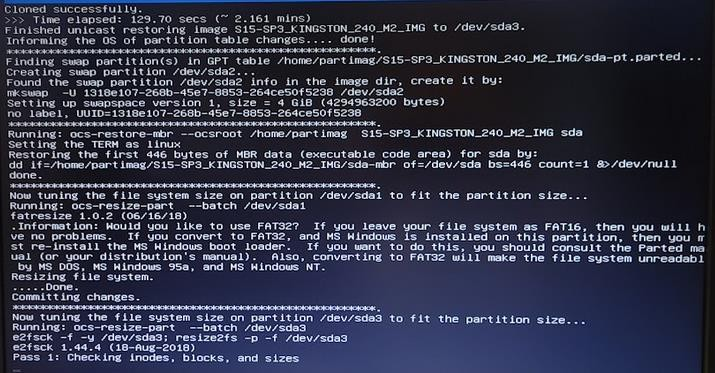 Cloned successfully.
>>> Time elapsed: 129.70 secs (~ 2.161 mins)
Finished unicast restoring image S15-SP3_KINGSTON_240_M2_IMG to /dev/sda3.
Informing the OS of partition table changes.... done!
*****************************************************.
Finding swap partition(s) in GPT table /home/partimag/S15-SP3_KINGSTON_240_M2_IMG/sda-pt.parted...
Creating swap partition /dev/sda2...
Found the swap partition /dev/sda2 info in the image dir, create it by:
mkswap  -U 1318e107-268b-45e7-8853-264ce50f5238 /dev/sda2
Setting up swapspace version 1, size = 4 GiB (4294963200 bytes)
no label, UUID=1318e107-268b-45e7-8853-264ce50f5238
*****************************************************.
Running: ocs-restore-mbr --ocsroot /home/partimag  S15-SP3_KINGSTON_240_M2_IMG sda
Setting the TERM as linux
Restoring the first 446 bytes of MBR data (executable code area) for sda by:
dd if=/home/partimag/S15-SP3_KINGSTON_240_M2_IMG/sda-mbr of=/dev/sda bs=446 count=1 &>/dev/null
done.
*****************************************************.
Now tuning the file system size on partition /dev/sda1 to fit the partition size...
Running: ocs-resize-part  --batch /dev/sda1
fatresize 1.0.2 (06/16/18)
.Information: Would you like to use FAT32?  If you leave your file system as FAT16, then you will h
ve no problems.  If you convert to FAT32, and MS Windows is installed on this partition, then you m
st re-install the MS Windows boot loader.  If you want to do this, you should consult the Parted ma
ual (or your distribution's manual).  Also, converting to FAT32 will make the file system unreadabl
 by MS DOS, MS Windows 95a, and MS Windows NT.
Resizing file system.
.....Done.
Committing changes.
*****************************************************.
Now tuning the file system size on partition /dev/sda3 to fit the partition size...
Running: ocs-resize-part  --batch /dev/sda3
e2fsck -f -y /dev/sda3; resize2fs -p -f /dev/sda3
e2fsck 1.44.4 (18-Aug-2018)
Pass 1: Checking inodes, blocks, and sizes